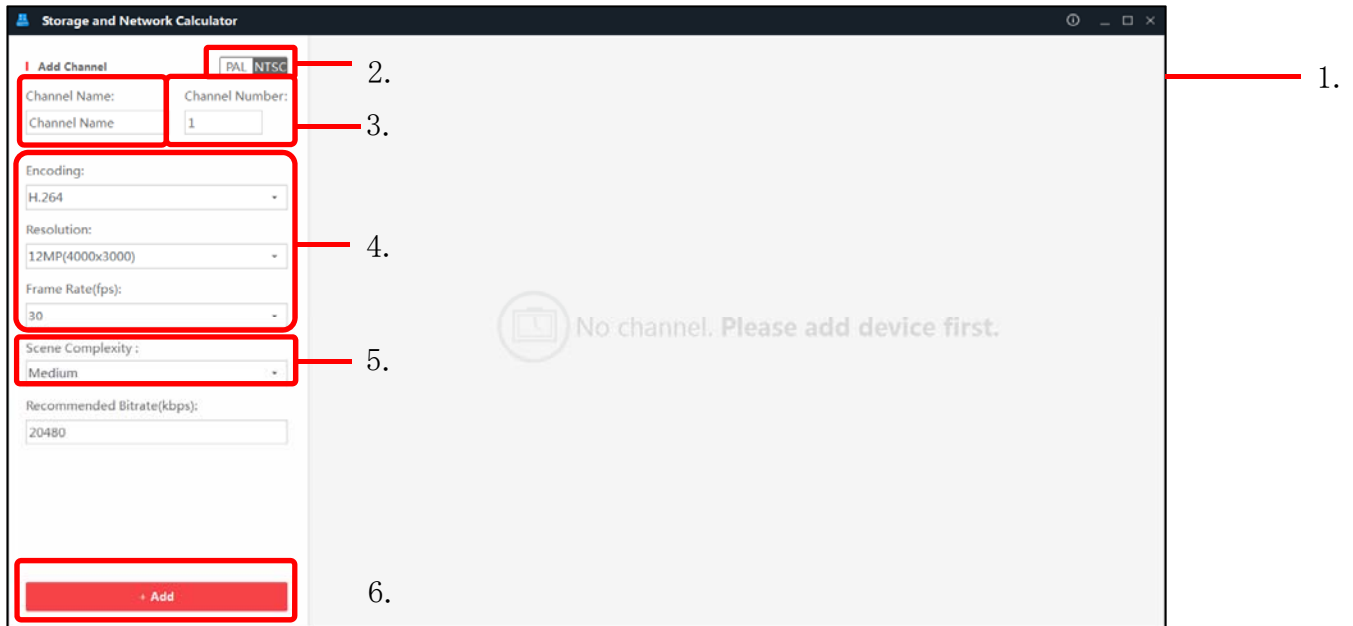 Storage and Network Calculator
1.
Add Channel
PAL NTSC
2.
Channel Name:
Channel Number:
Channel Name
1
3.
Encoding:
H.264
Resolution:
4.
12MP(4000x3000)
Frame Rate(fps):
30
No channel. Please add device first.
Scene Complexity :
5.
Medium
Recommended Bitrate(kbps):
20480
+ Add
6.